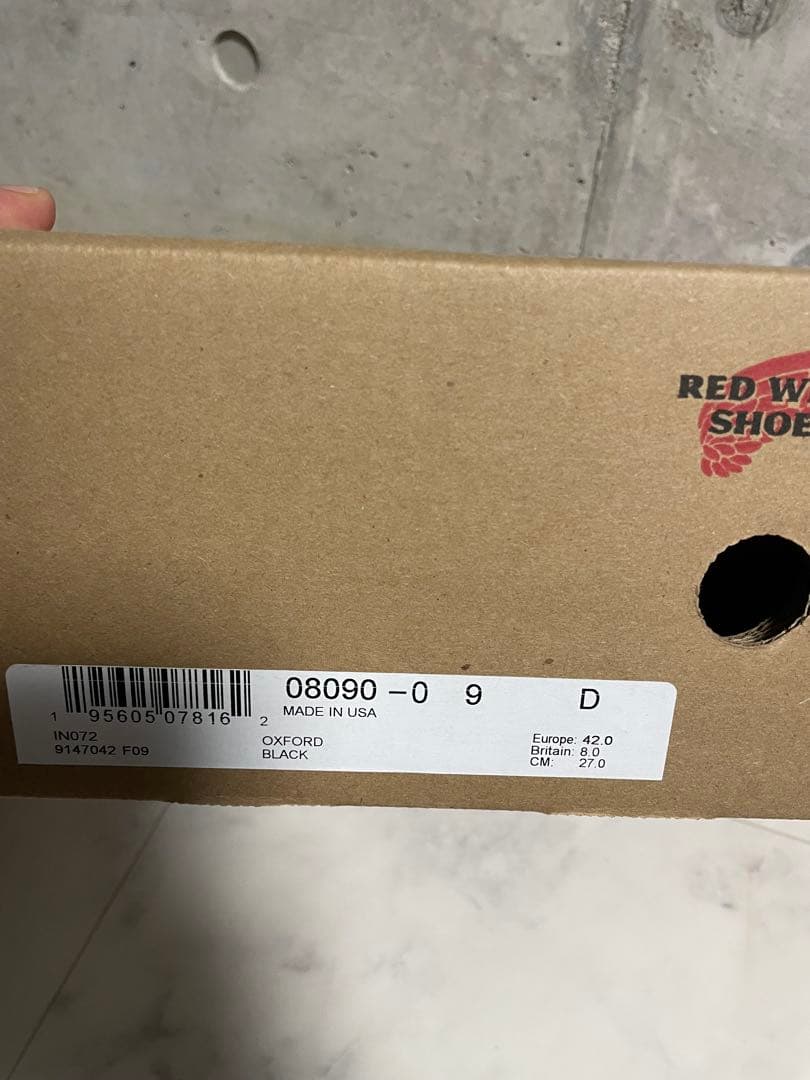 RED W
SHOE
08090 -0 9 D
MADE IN USA
1 95605 07816 2
IN072
9147042 F09
OXFORD
BLACK
Europe: 42.0
Britain: 8.0
CM: 27.0